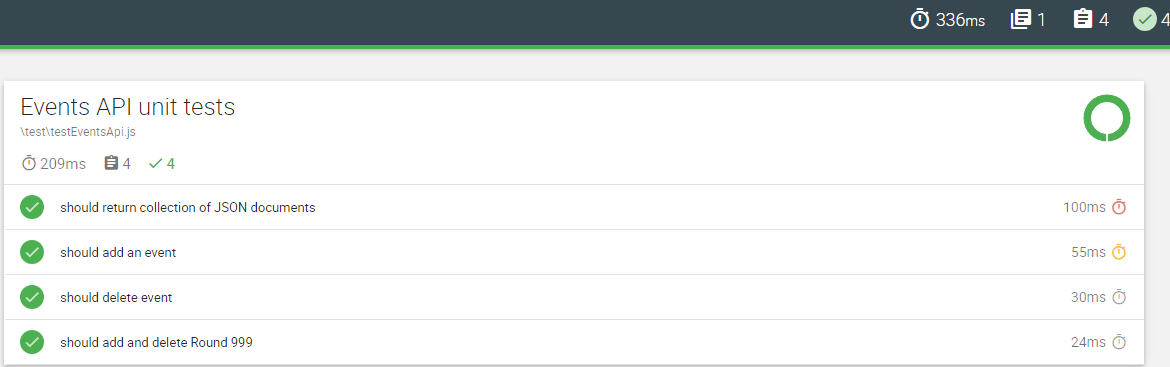 336ms 1 4 4
Events API unit tests
\test\testEventsApi.js
209ms 4 4
should return collection of JSON documents 100ms
should add an event 55ms
should delete event 30ms
should add and delete Round 999 24ms